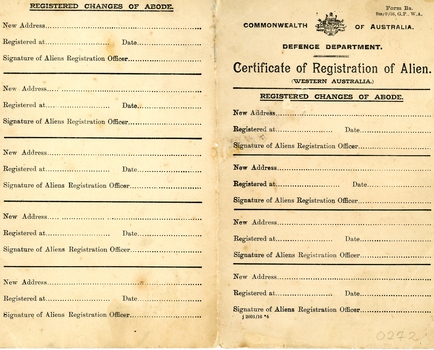 REGISTERED CHANGES OF ABODE.
New Address
Registered at Date
Signature of Aliens Registration Officer
New Address
Registered at Date
Signature of Aliens Registration Officer
New Address
Registered at Date
Signature of Aliens Registration Officer
New Address
Registered at Date
Signature of Aliens Registration Officer
New Address
Registered at Date
Signature of Aliens Registration Officer
Form Ba.
G.P., W.A.
COMMONWEALTH OF AUSTRALIA.
DEFENCE DEPARTMENT.
Certificate of Registration of Alien.
(WESTERN AUSTRALIA.)
REGISTERED CHANGES OF ABODE.
New Address
Registered at Date
Signature of Aliens Registration Officer
New Address
Registered at Date
Signature of Aliens Registration Officer
New Address
Registered at Date
Signature of Aliens Registration Officer
New Address
Registered at Date
Signature of Aliens Registration Officer
0272